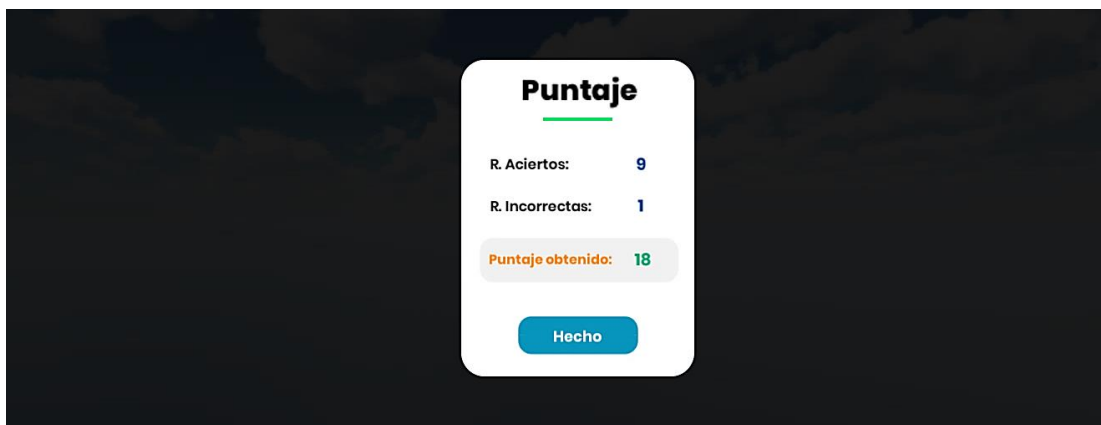 Puntaje
R. Aciertos: 9
R. Incorrectas: 1
Puntaje obtenido: 18
Hecho